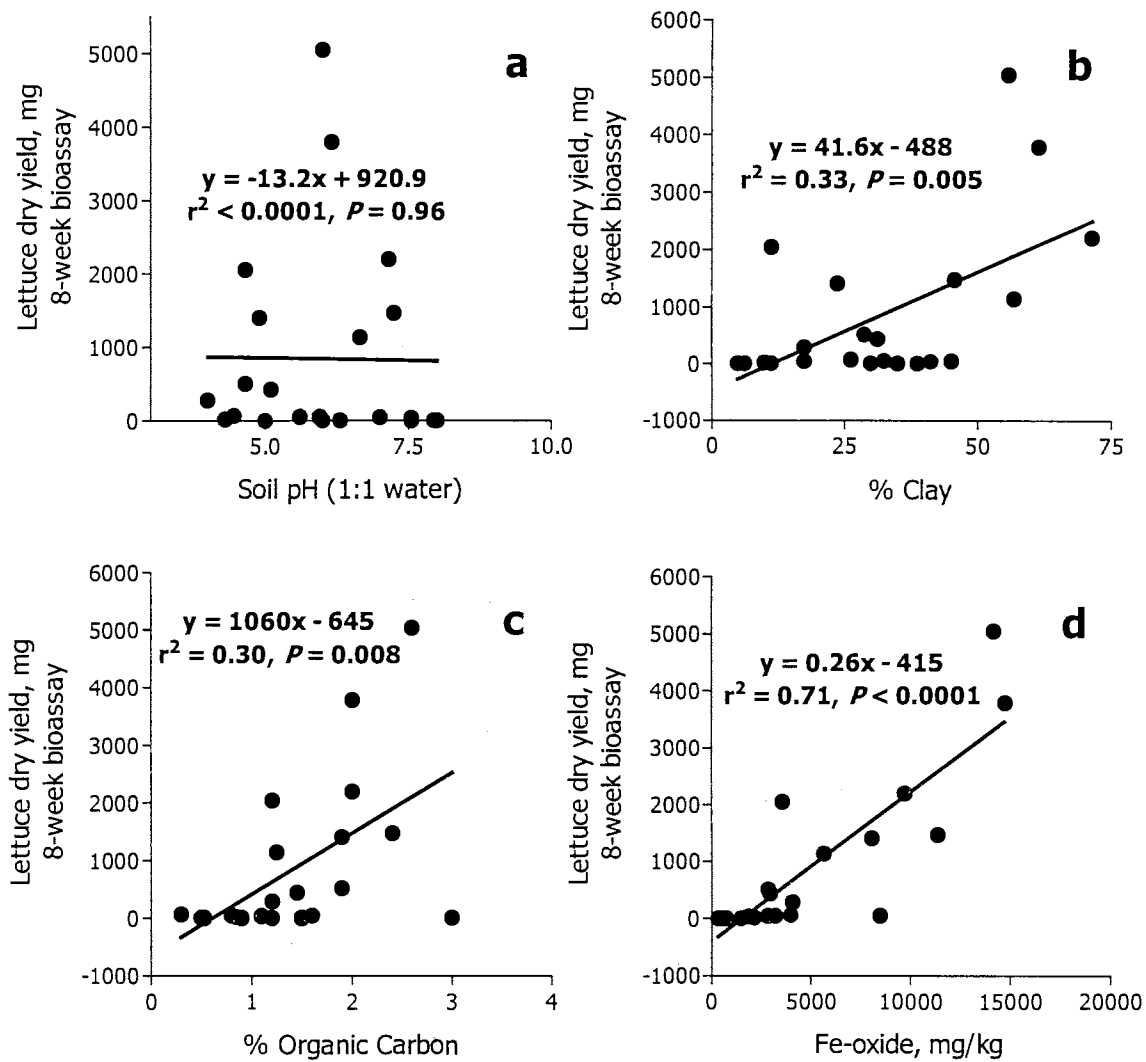 a
Lettuce dry yield, mg
8-week bioassay
5000
4000
3000
2000
1000
0
y = -13.2x + 920.9
r² < 0.0001, P = 0.96
5.0 7.5 10.0
Soil pH (1:1 water)
b
Lettuce dry yield, mg
8-week bioassay
6000
5000
4000
3000
2000
1000
0
-1000
y = 41.6x - 488
r² = 0.33, P = 0.005
0 25 50 75
% Clay
c
Lettuce dry yield, mg
8-week bioassay
6000
5000
4000
3000
2000
1000
0
-1000
y = 1060x - 645
r² = 0.30, P = 0.008
0 1 2 3 4
% Organic Carbon
d
Lettuce dry yield, mg
8-week bioassay
6000
5000
4000
3000
2000
1000
0
-1000
y = 0.26x - 415
r² = 0.71, P < 0.0001
0 5000 10000 15000 20000
Fe-oxide, mg/kg